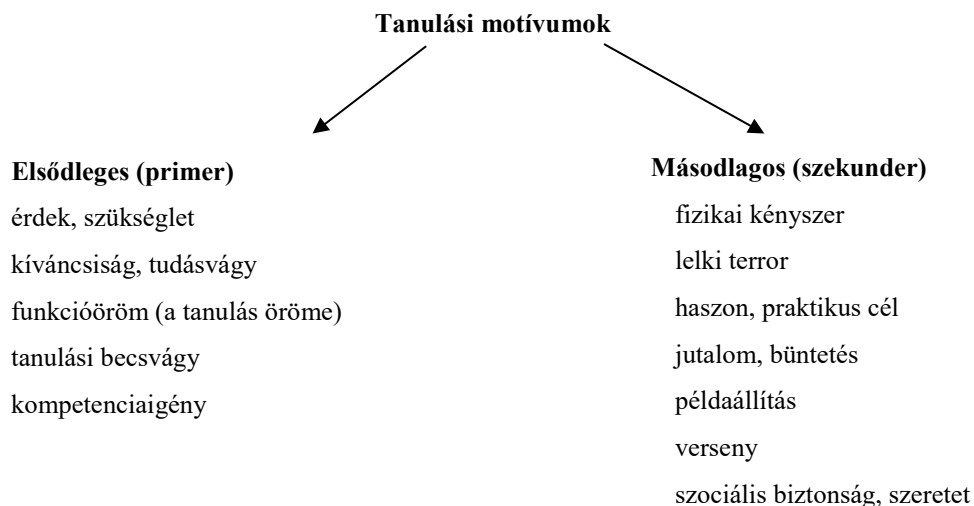 Tanulási motívumok
Elsődleges (primer)
érdek, szükséglet
kíváncsiság, tudásvágy
funkcióöröm (a tanulás öröme)
tanulási becsvágy
kompetenciaigény
Másodlagos (szekunder)
fizikai kényszer
lelki terror
haszon, praktikus cél
jutalom, büntetés
példaállítás
verseny
szociális biztonság, szeretet